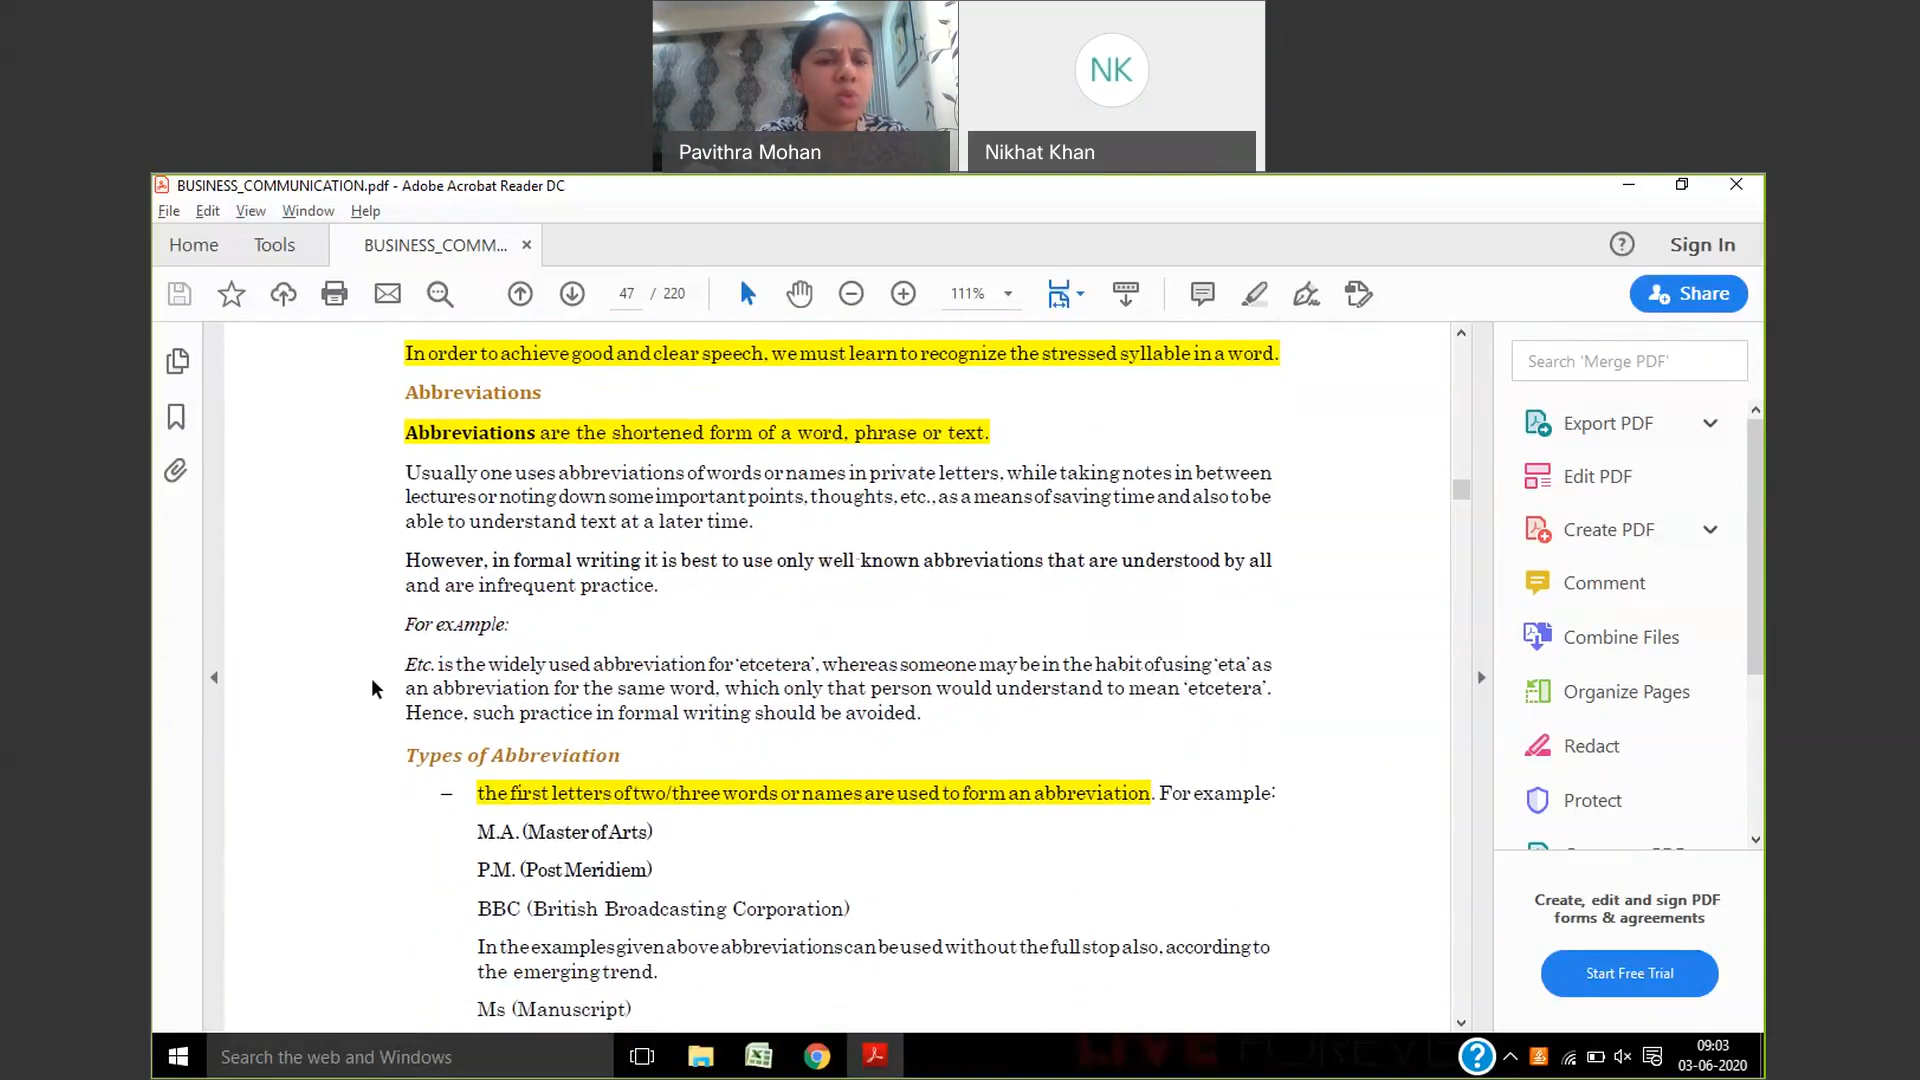 NK
Pavithra Mohan
Nikhat Khan
BUSINESS_COMMUNICATION.pdf - Adobe Acrobat Reader DC
File Edit View Window Help
Home Tools BUSINESS_COMM... × Sign In
47 / 220 111% Share
In order to achieve good and clear speech, we must learn to recognize the stressed syllable in a word.
Abbreviations
Abbreviations are the shortened form of a word, phrase or text.
Usually one uses abbreviations of words or names in private letters, while taking notes in between
lectures or noting down some important points, thoughts, etc., as a means of saving time and also to be
able to understand text at a later time.
However, in formal writing it is best to use only well-known abbreviations that are understood by all
and are infrequent practice.
For example:
Etc. is the widely used abbreviation for 'etcetera', whereas someone may be in the habit of using 'eta' as
an abbreviation for the same word, which only that person would understand to mean 'etcetera'.
Hence, such practice in formal writing should be avoided.
Types of Abbreviation
– the first letters of two/three words or names are used to form an abbreviation. For example:
M.A. (Master of Arts)
P.M. (Post Meridiem)
BBC (British Broadcasting Corporation)
In the examples given above abbreviations can be used without the full stop also, according to
the emerging trend.
Ms (Manuscript)
Search 'Merge PDF'
Export PDF
Edit PDF
Create PDF
Comment
Combine Files
Organize Pages
Redact
Protect
Create, edit and sign PDF
forms & agreements
Start Free Trial
Search the web and Windows
09:03
03-06-2020